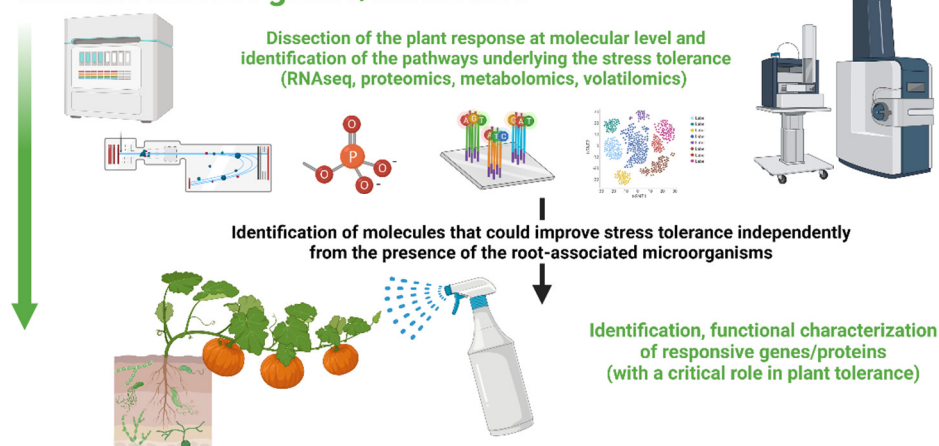 Dissection of the plant response at molecular level and
identification of the pathways underlying the stress tolerance
(RNAseq, proteomics, metabolomics, volatilomics)
P
O
O
O
O
A G T
A T C
G A T
Identification of molecules that could improve stress tolerance independently
from the presence of the root-associated microorganisms
Identification, functional characterization
of responsive genes/proteins
(with a critical role in plant tolerance)